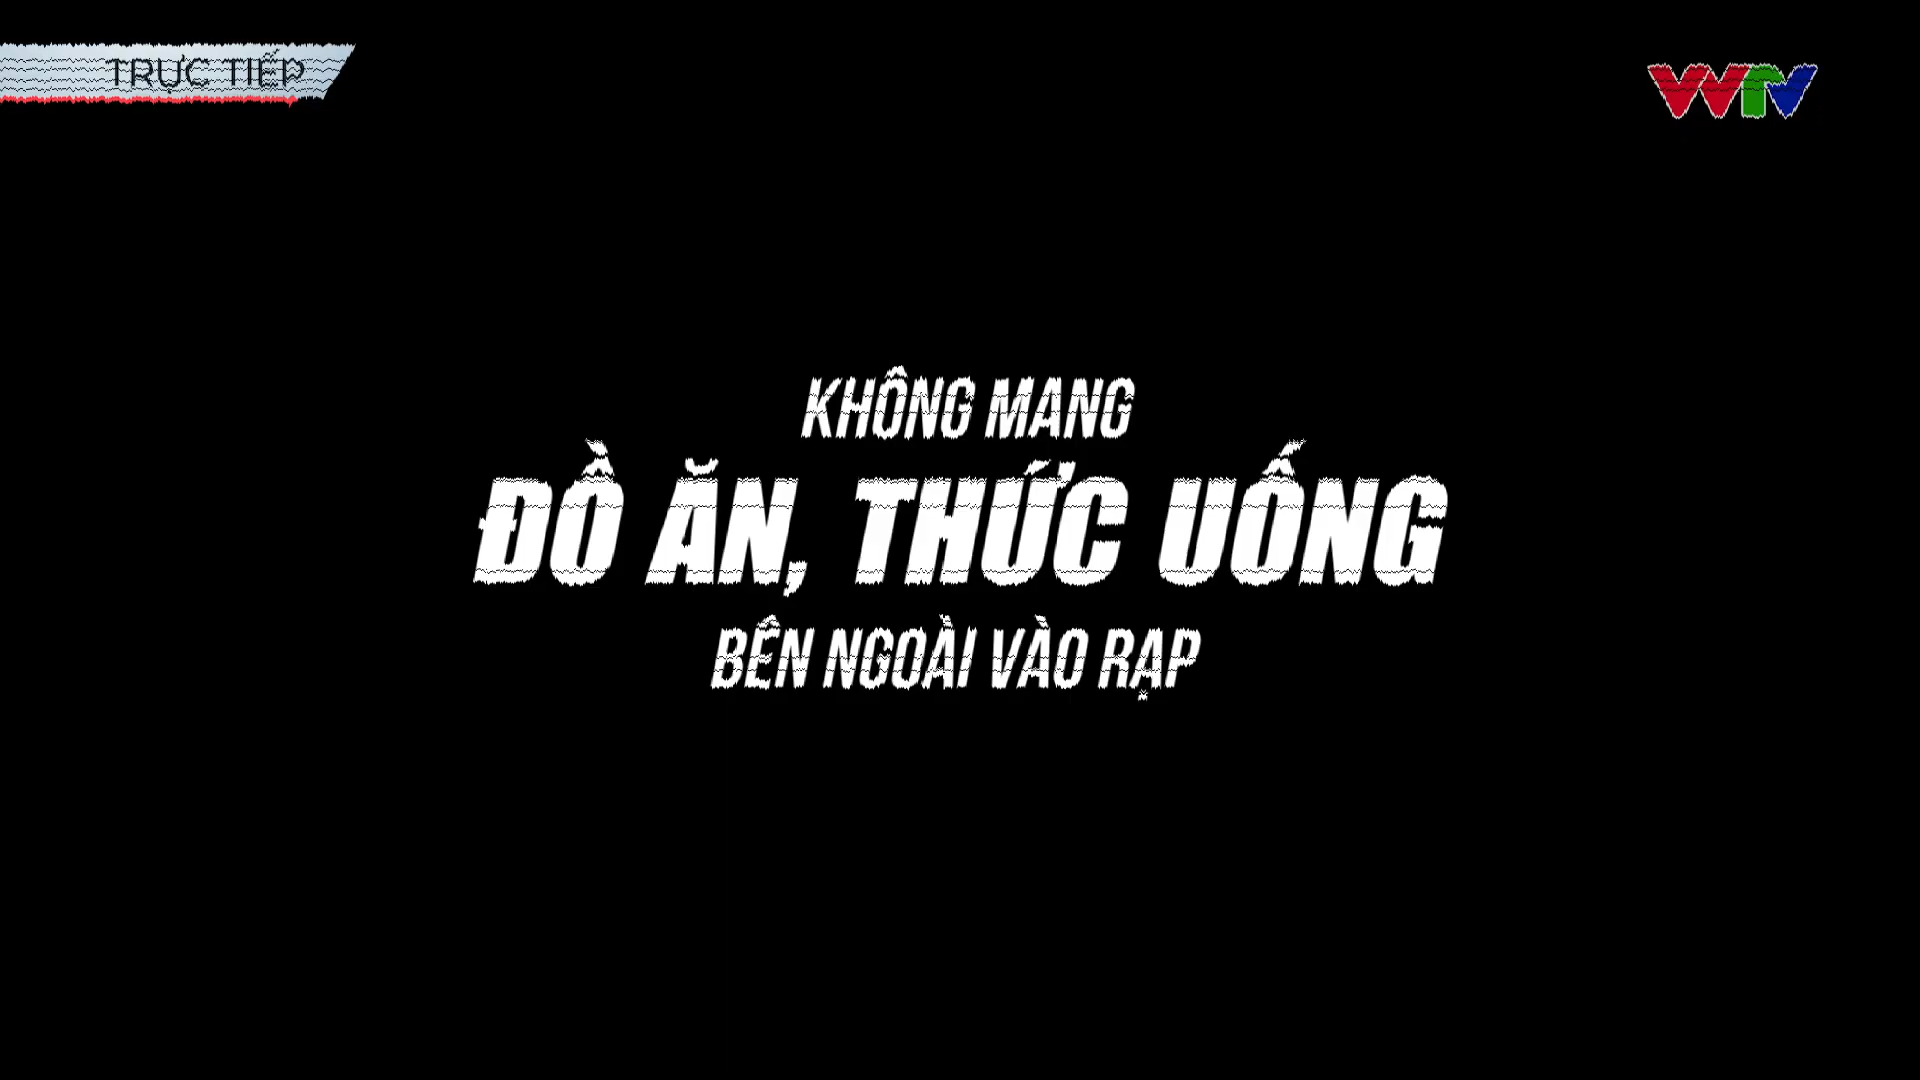 TRỰC TIẾP
VTV
KHÔNG MANG
ĐỒ ĂN, THỨC UỐNG
BÊN NGOÀI VÀO RẠP